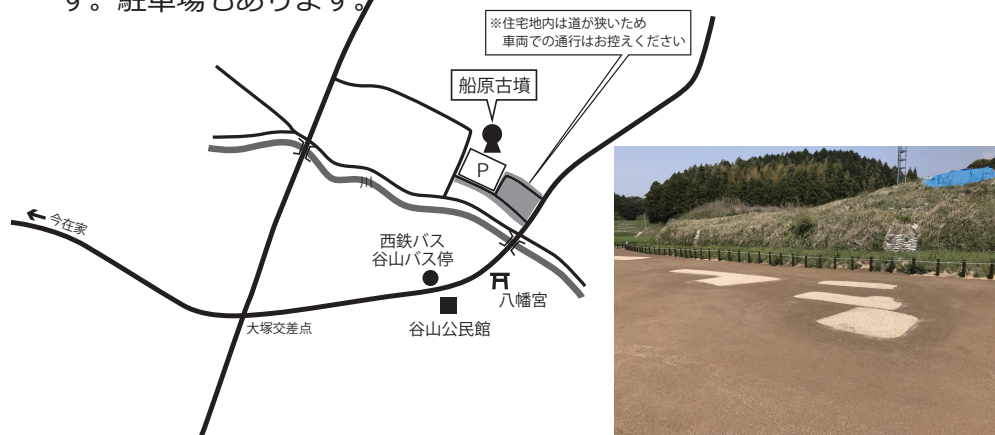 す。駐車場もあります。
※住宅地内は道が狭いため
車両での通行はお控えください
船原古墳
P
川
今在家
西鉄バス
谷山バス停
八幡宮
谷山公民館
大塚交差点